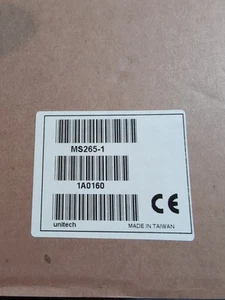 MS265-1
1A0160
CE
unitech MADE IN TAIWAN